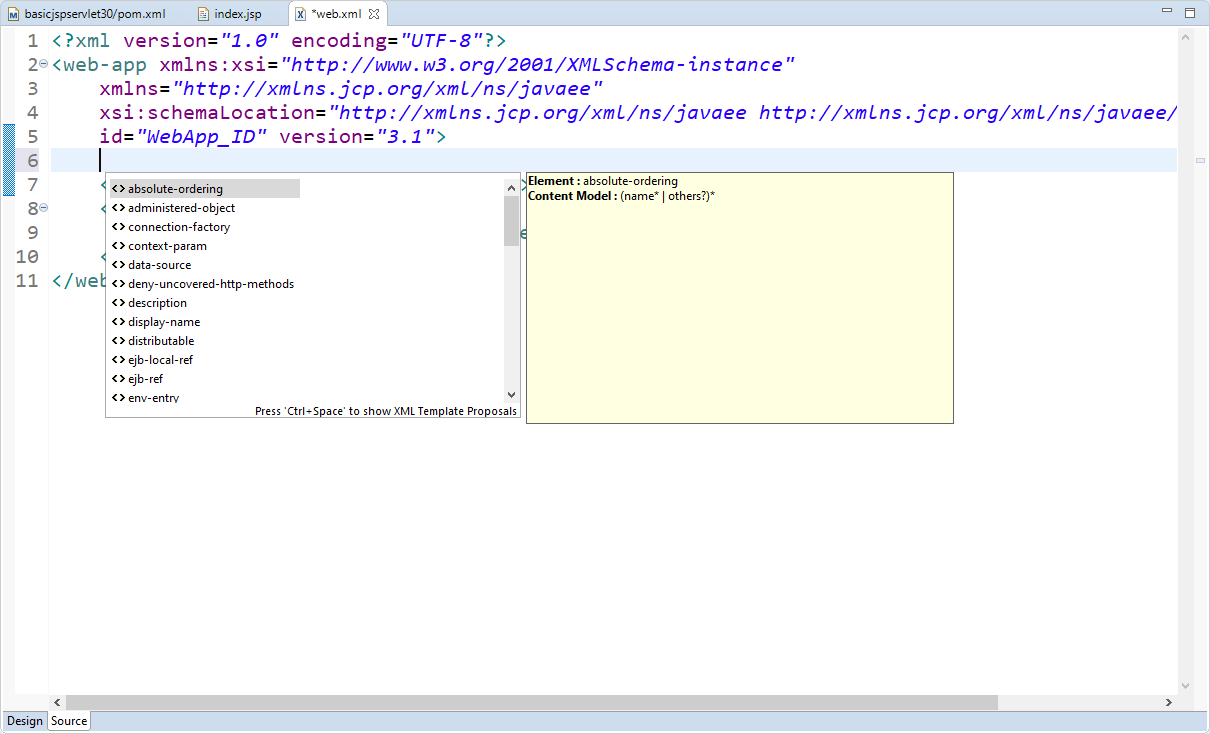 basicjspservlet30/pom.xml index.jsp *web.xml
1 <?xml version="1.0" encoding="UTF-8"?>
2 <web-app xmlns:xsi="http://www.w3.org/2001/XMLSchema-instance"
3 xmlns="http://xmlns.jcp.org/xml/ns/javaee"
4 xsi:schemaLocation="http://xmlns.jcp.org/xml/ns/javaee http://xmlns.jcp.org/xml/ns/javaee/
5 id="WebApp_ID" version="3.1">
6
7 <
8 <
9
10 <
11 </web
absolute-ordering
administered-object
connection-factory
context-param
data-source
deny-uncovered-http-methods
description
display-name
distributable
ejb-local-ref
ejb-ref
env-entry
Press 'Ctrl+Space' to show XML Template Proposals
Element : absolute-ordering
Content Model : (name* | others?)*
Design Source